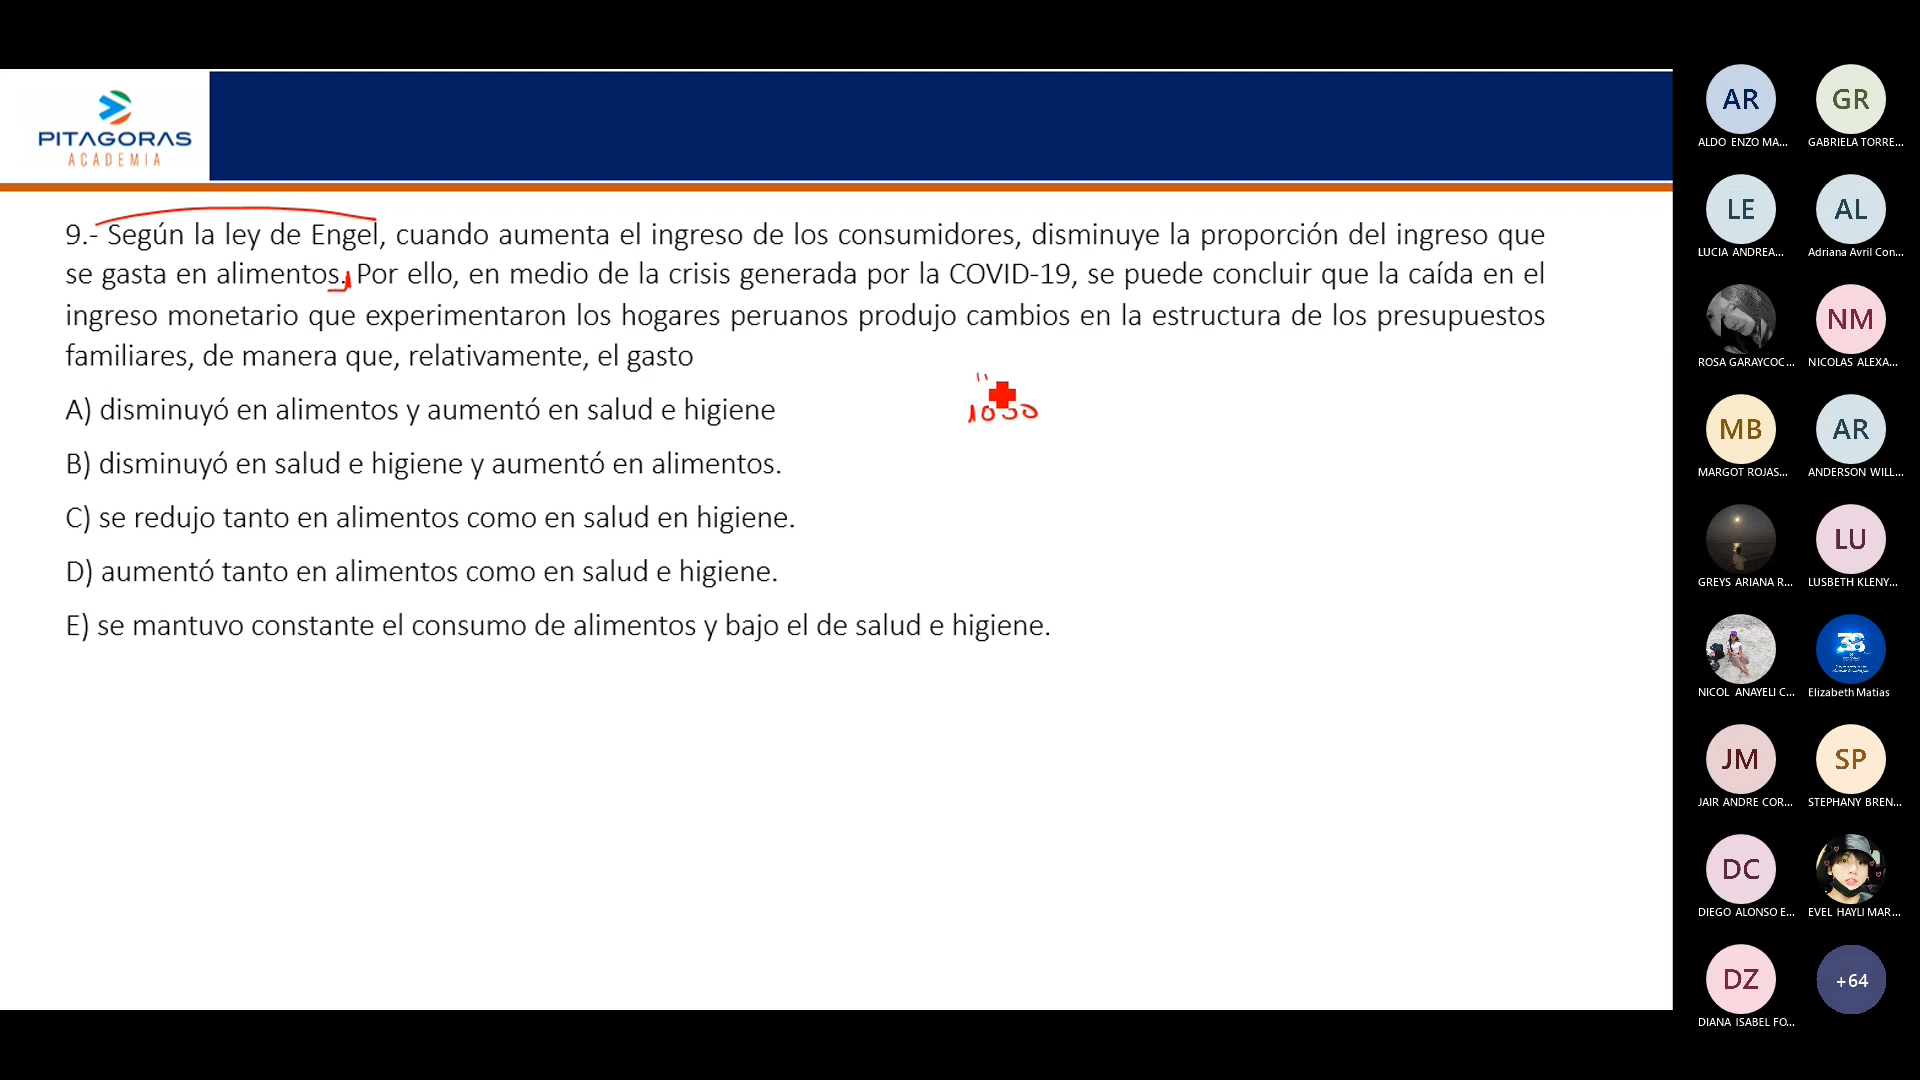 PITAGORAS
ACADEMIA
9.- Según la ley de Engel, cuando aumenta el ingreso de los consumidores, disminuye la proporción del ingreso que
se gasta en alimentos. Por ello, en medio de la crisis generada por la COVID-19, se puede concluir que la caída en el
ingreso monetario que experimentaron los hogares peruanos produjo cambios en la estructura de los presupuestos
familiares, de manera que, relativamente, el gasto
A) disminuyó en alimentos y aumentó en salud e higiene
B) disminuyó en salud e higiene y aumentó en alimentos.
C) se redujo tanto en alimentos como en salud en higiene.
D) aumentó tanto en alimentos como en salud e higiene.
E) se mantuvo constante el consumo de alimentos y bajo el de salud e higiene.
AR GR
ALDO ENZO MA... GABRIELA TORRE...
LE AL
LUCIA ANDREA... Adriana Avril Con...
NM
ROSA GARAYCOC... NICOLAS ALEXA...
MB AR
MARGOT ROJAS... ANDERSON WILL...
LU
GREYS ARIANA R... LUSBETH KLENY...
38
NICOL ANAYELI C... Elizabeth Matias
JM SP
JAIR ANDRE COR... STEPHANY BREN...
DC
DIEGO ALONSO E... EVEL HAYLI MAR...
DZ +64
DIANA ISABEL FO...